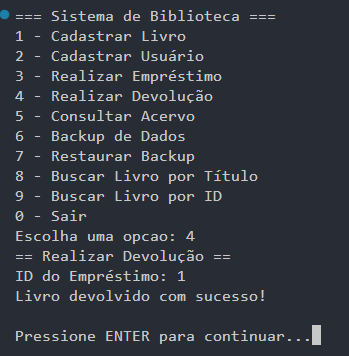 === Sistema de Biblioteca ===
1 - Cadastrar Livro
2 - Cadastrar Usuário
3 - Realizar Empréstimo
4 - Realizar Devolução
5 - Consultar Acervo
6 - Backup de Dados
7 - Restaurar Backup
8 - Buscar Livro por Título
9 - Buscar Livro por ID
0 - Sair
Escolha uma opcao: 4
== Realizar Devolução ==
ID do Empréstimo: 1
Livro devolvido com sucesso!
Pressione ENTER para continuar...